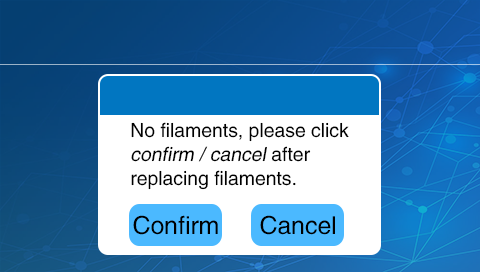 No filaments, please click
confirm / cancel after
replacing filaments.
Confirm Cancel